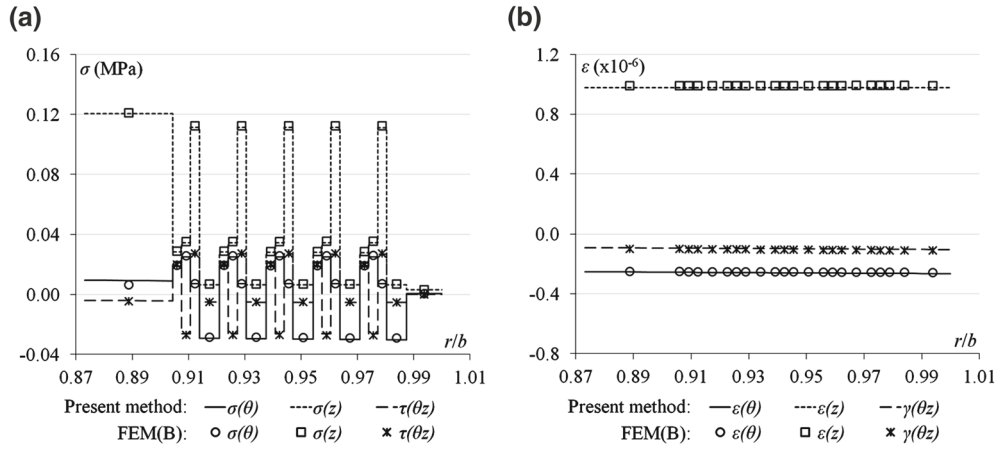 (a)
(b)
0.16
σ (MPa)
0.12
0.08
0.04
0.00
-0.04
r/b
0.87 0.89 0.91 0.93 0.95 0.97 0.99 1.01
Present method: σ(θ) σ(z) τ(θz)
FEM(B): σ(θ) σ(z) τ(θz)
1.2
ε (x10-6)
0.8
0.4
0.0
-0.4
-0.8
r/b
0.87 0.89 0.91 0.93 0.95 0.97 0.99 1.01
Present method: ε(θ) ε(z) γ(θz)
FEM(B): ε(θ) ε(z) γ(θz)